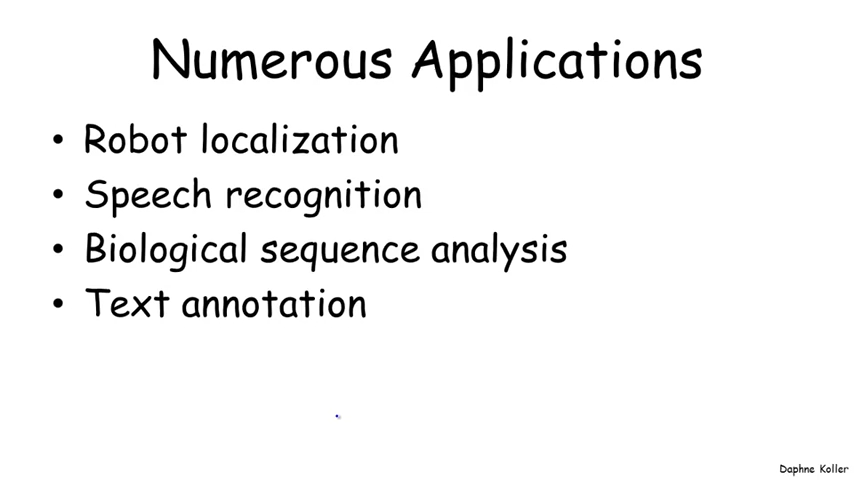 Numerous Applications
• Robot localization
• Speech recognition
• Biological sequence analysis
• Text annotation
Daphne Koller